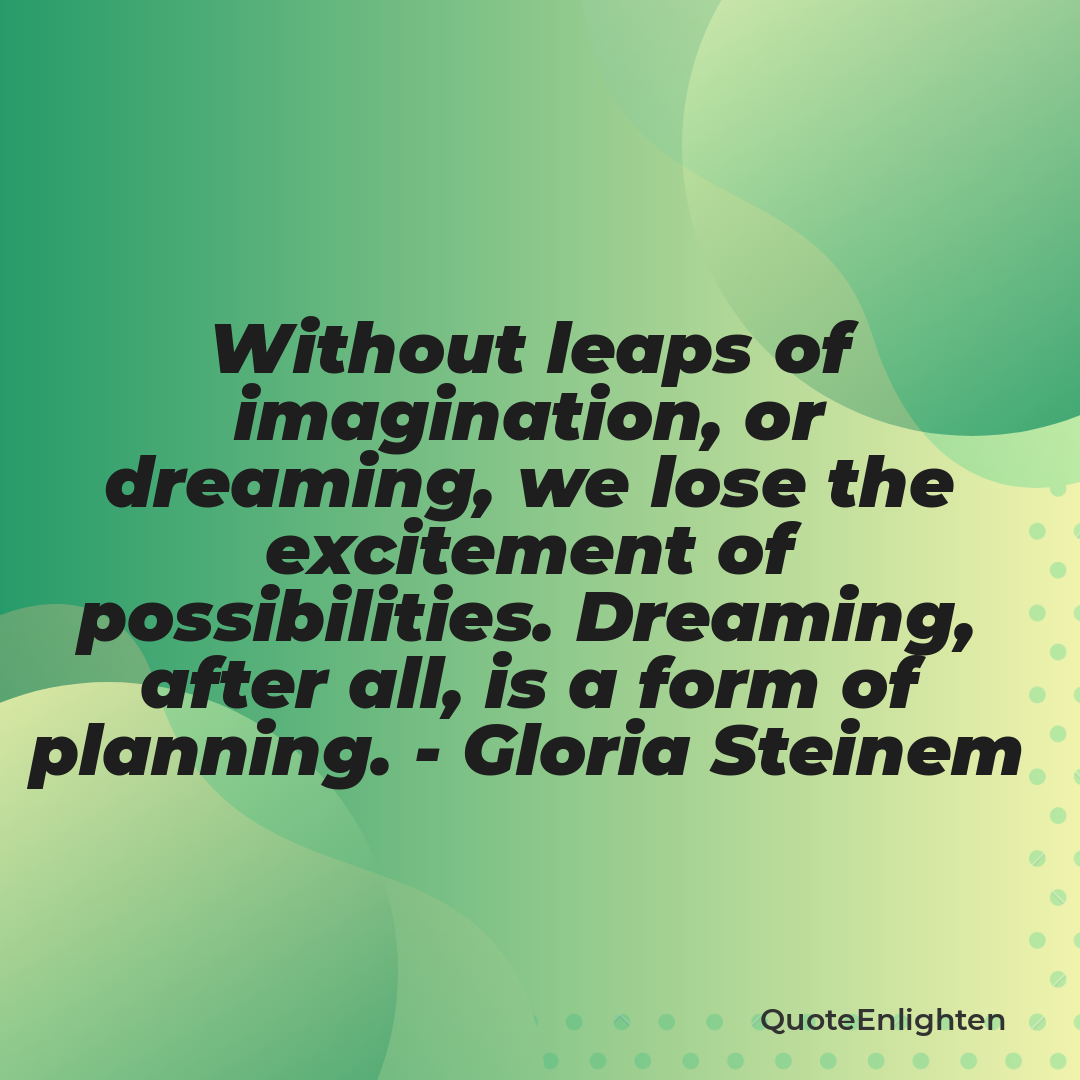 Without leaps of
imagination, or
dreaming, we lose the
excitement of
possibilities. Dreaming,
after all, is a form of
planning. - Gloria Steinem
QuoteEnlighten